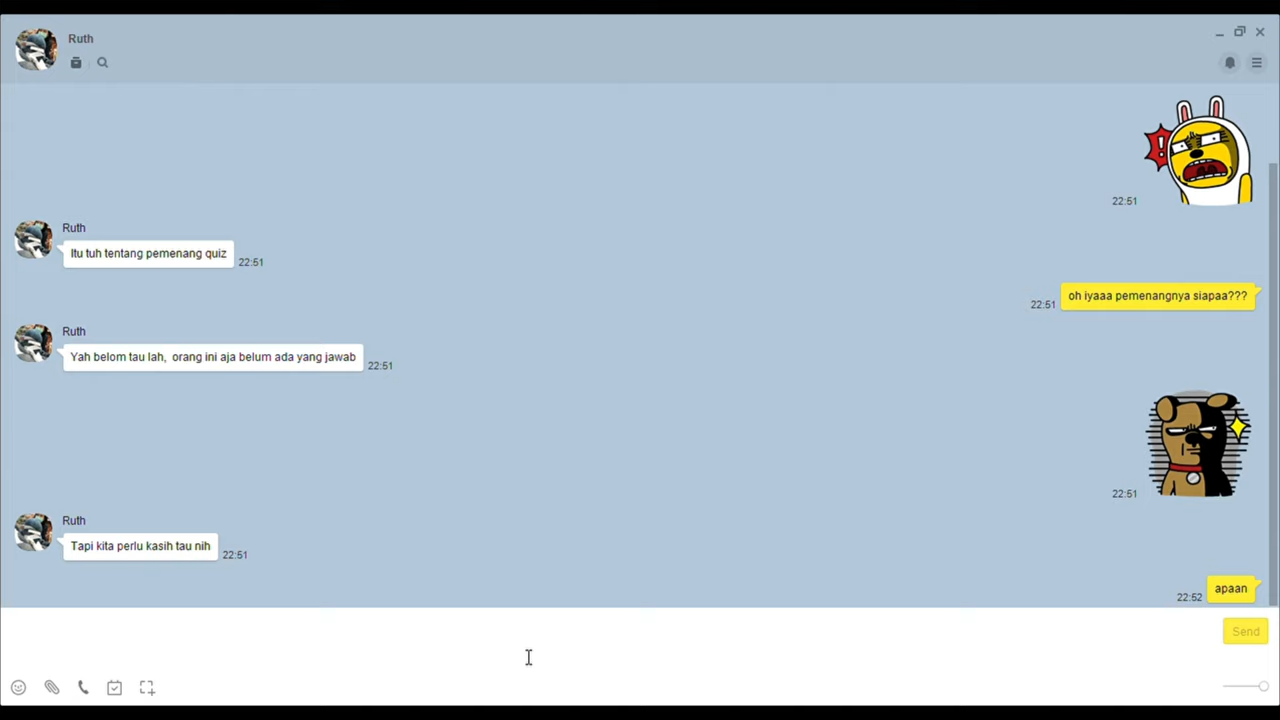 Ruth
22:51
Ruth
Itu tuh tentang pemenang quiz
22:51
oh iyaaa pemenangnya siapaa???
22:51
Ruth
Yah belom tau lah,  orang ini aja belum ada yang jawab
22:51
22:51
Ruth
Tapi kita perlu kasih tau nih
22:51
apaan
22:52
Send